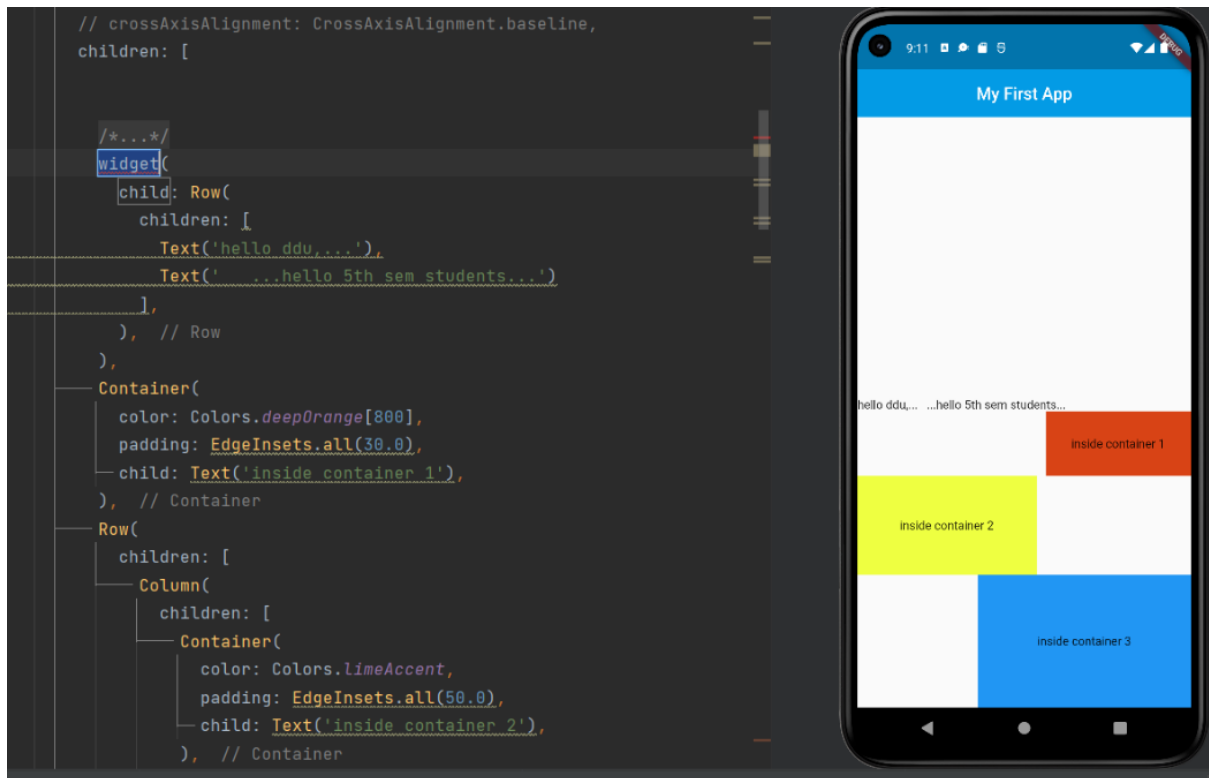 // crossAxisAlignment: CrossAxisAlignment.baseline,
children: [
/*...*/
widget(
child: Row(
children: [
Text('hello ddu,...'),
Text('   ...hello 5th sem students...')
],
),  // Row
),
Container(
color: Colors.deepOrange[800],
padding: EdgeInsets.all(30.0),
child: Text('inside container 1'),
),  // Container
Row(
children: [
Column(
children: [
Container(
color: Colors.limeAccent,
padding: EdgeInsets.all(50.0),
child: Text('inside container 2'),
),  // Container
9:11
DEBUG
My First App
hello ddu,...   ...hello 5th sem students...
inside container 1
inside container 2
inside container 3